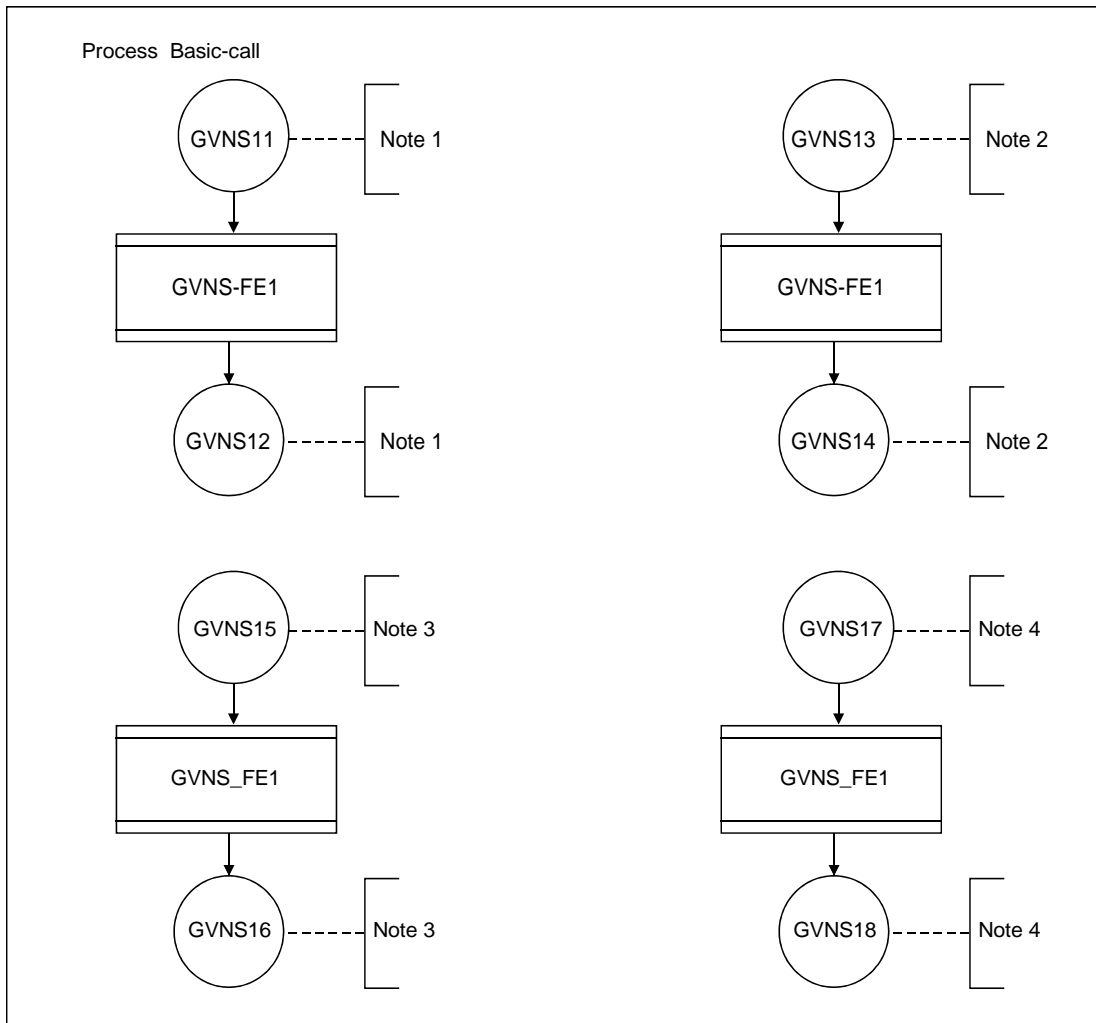 Process Basic-call
GVNS11
Note 1
GVNS13
Note 2
GVNS-FE1
GVNS-FE1
GVNS12
Note 1
GVNS14
Note 2
GVNS15
Note 3
GVNS17
Note 4
GVNS_FE1
GVNS_FE1
GVNS16
Note 3
GVNS18
Note 4